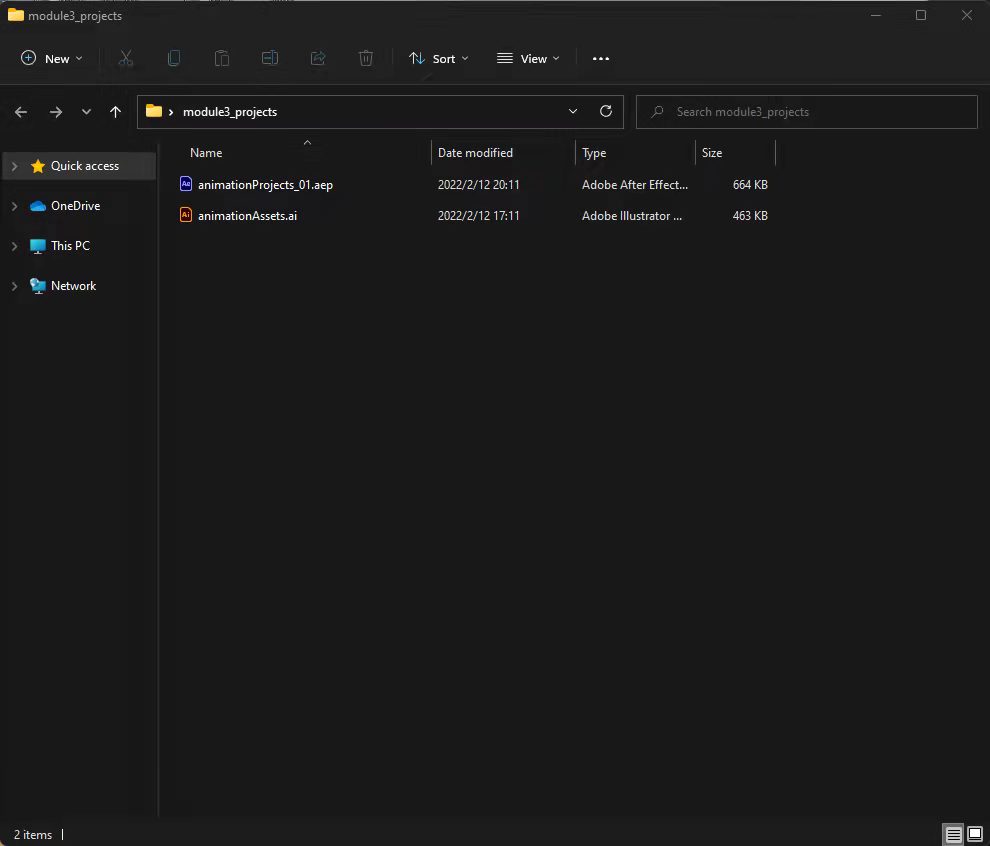 module3_projects
New Sort View
module3_projects Search module3_projects
Name Date modified Type Size
Quick access
Ae animationProjects_01.aep 2022/2/12 20:11 Adobe After Effect... 664 KB
OneDrive
Ai animationAssets.ai 2022/2/12 17:11 Adobe Illustrator ... 463 KB
This PC
Network
2 items